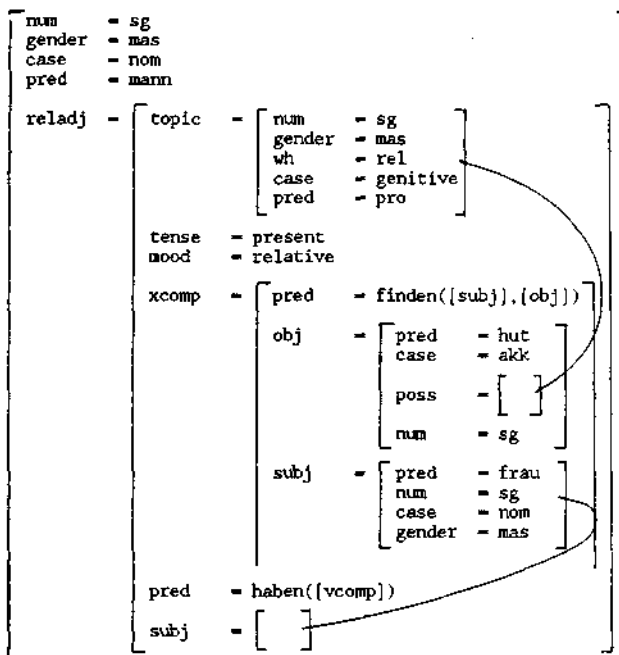 num = sg
gender = mas
case = nom
pred = mann
reladj = topic = num = sg
gender = mas
wh = rel
case = genitive
pred = pro
tense = present
mood = relative
xcomp = pred = finden([subj],[obj])
obj = pred = hut
case = akk
poss = [ ]
num = sg
subj = pred = frau
num = sg
case = nom
gender = mas
pred = haben([vcomp])
subj = [ ]